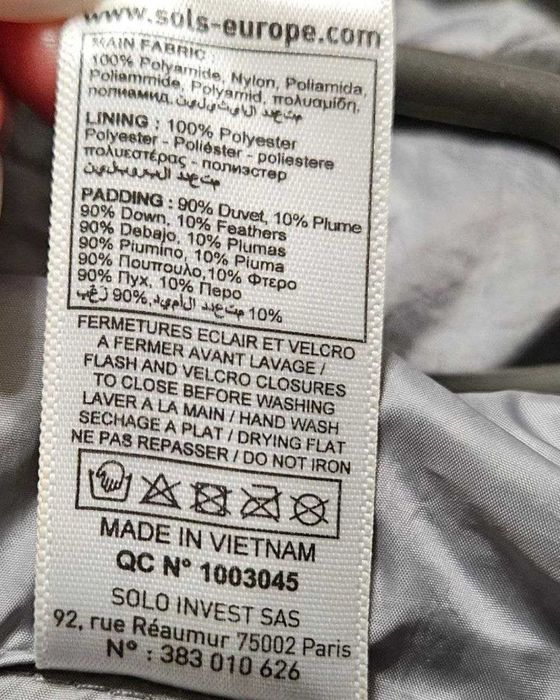 www.sols-europe.com
MAIN FABRIC :
100% Polyamide, Nylon, Poliamida,
Poliammide, Polyamid, πολυαμίδη,
полиамид,
LINING : 100% Polyester
Polyester - Poliéster - poliestere
πολυεστέρας - полиэстер
PADDING : 90% Duvet, 10% Plume
90% Down, 10% Feathers
90% Debajo, 10% Plumas
90% Piumino, 10% Piuma
90% Πουπουλο, 10% Φτερο
90% Пух, 10% Перо
90%, 10%
FERMETURES ECLAIR ET VELCRO
A FERMER AVANT LAVAGE /
FLASH AND VELCRO CLOSURES
TO CLOSE BEFORE WASHING
LAVER A LA MAIN / HAND WASH
SECHAGE A PLAT / DRYING FLAT
NE PAS REPASSER / DO NOT IRON
MADE IN VIETNAM
QC N° 1003045
SOLO INVEST SAS
92, rue Réaumur 75002 Paris
N° : 383 010 626